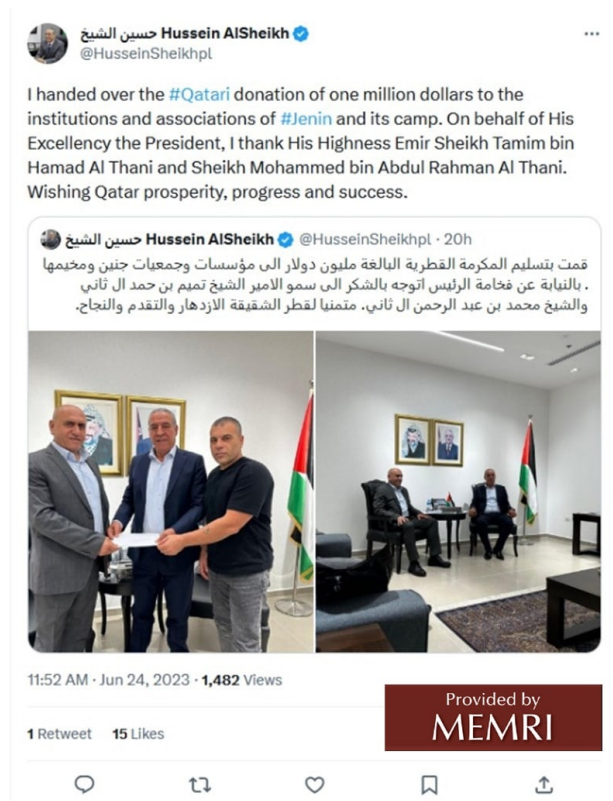 حسين الشيخ Hussein AlSheikh
@HusseinSheikhpl
I handed over the #Qatari donation of one million dollars to the
institutions and associations of #Jenin and its camp. On behalf of His
Excellency the President, I thank His Highness Emir Sheikh Tamim bin
Hamad Al Thani and Sheikh Mohammed bin Abdul Rahman Al Thani.
Wishing Qatar prosperity, progress and success.
حسين الشيخ Hussein AlSheikh @HusseinSheikhpl · 20h
قمت بتسليم المكرمة القطرية البالغة مليون دولار الى مؤسسات وجمعيات جنين ومخيمها
. بالنيابة عن فخامة الرئيس اتوجه بالشكر الى سمو الامير الشيخ تميم بن حمد ال ثاني
والشيخ محمد بن عبد الرحمن ال ثاني. متمنيا لقطر الشقيقة الازدهار والتقدم والنجاح.
11:52 AM · Jun 24, 2023 · 1,482 Views
Provided by
MEMRI
1 Retweet 15 Likes